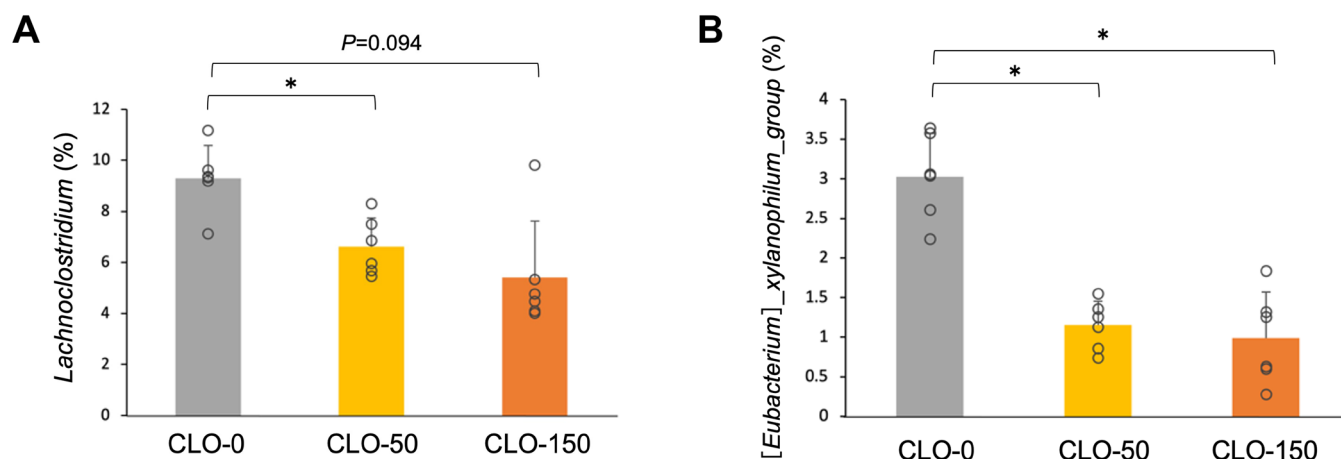 A
P=0.094
*
Lachnoclostridium (%)
12
10
8
6
4
2
0
CLO-0 CLO-50 CLO-150
B
*
*
[Eubacterium]_xylanophilum_group (%)
4
3.5
3
2.5
2
1.5
1
0.5
0
CLO-0 CLO-50 CLO-150